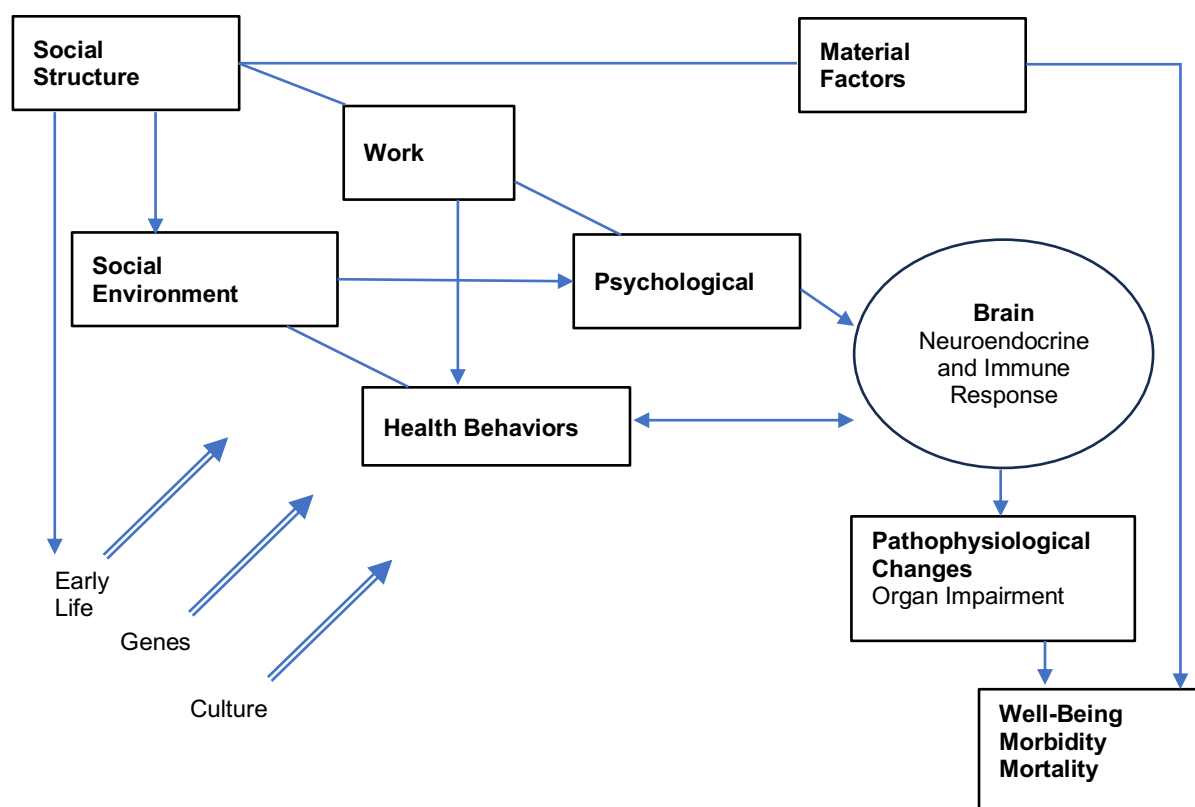 Social
Structure
Material
Factors
Work
Social
Environment
Psychological
Brain
Neuroendocrine
and Immune
Response
Health Behaviors
Pathophysiological
Changes
Organ Impairment
Early
Life
Genes
Culture
Well-Being
Morbidity
Mortality